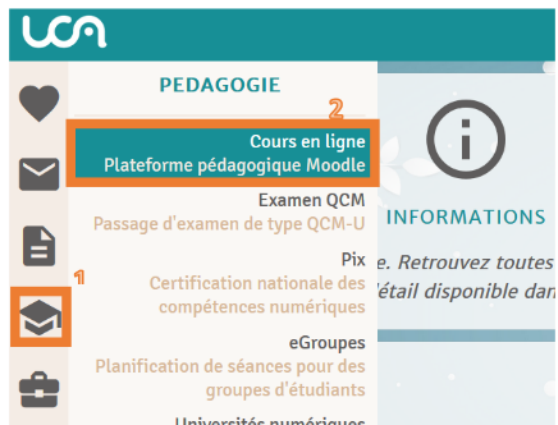 uca
PEDAGOGIE
2
Cours en ligne
Plateforme pédagogique Moodle
Examen QCM
Passage d'examen de type QCM-U
Pix
Certification nationale des
compétences numériques
1
eGroupes
Planification de séances pour des
groupes d'étudiants
Universités numériques
INFORMATIONS
e. Retrouvez toutes
étail disponible dan